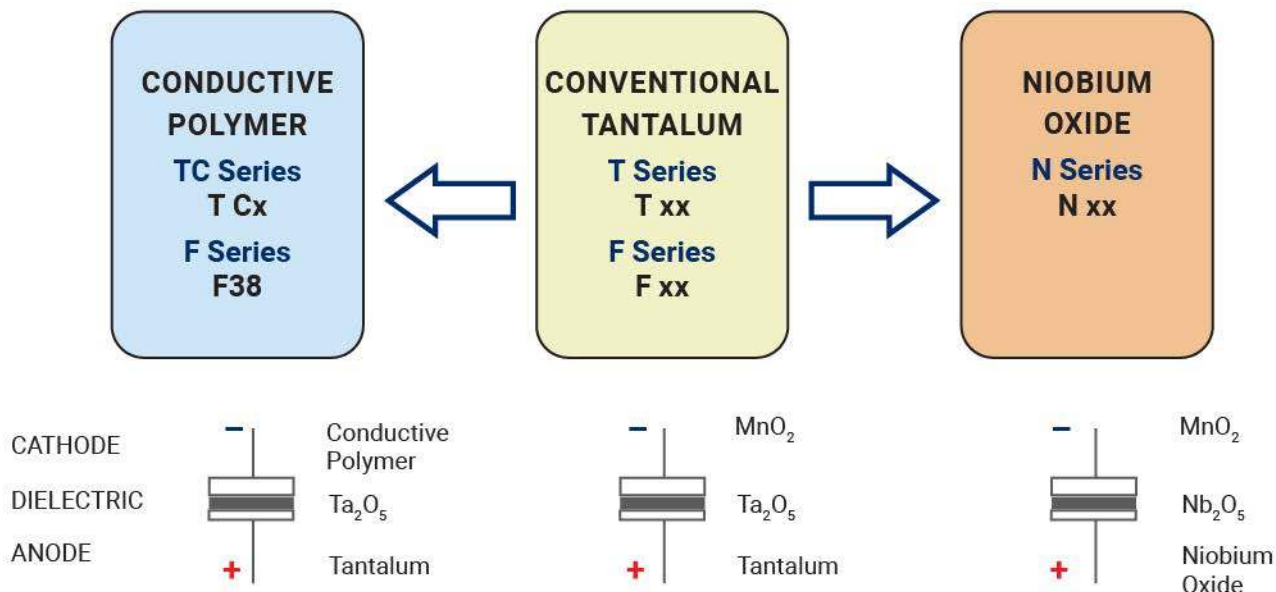 CONDUCTIVE
POLYMER
TC Series
T Cx
F Series
F38
CONVENTIONAL
TANTALUM
T Series
T xx
F Series
F xx
NIOBIUM
OXIDE
N Series
N xx
CATHODE
DIELECTRIC
ANODE
−
Conductive
Polymer
Ta₂O₅
+
Tantalum
−
MnO₂
Ta₂O₅
+
Tantalum
−
MnO₂
Nb₂O₅
+
Niobium
Oxide